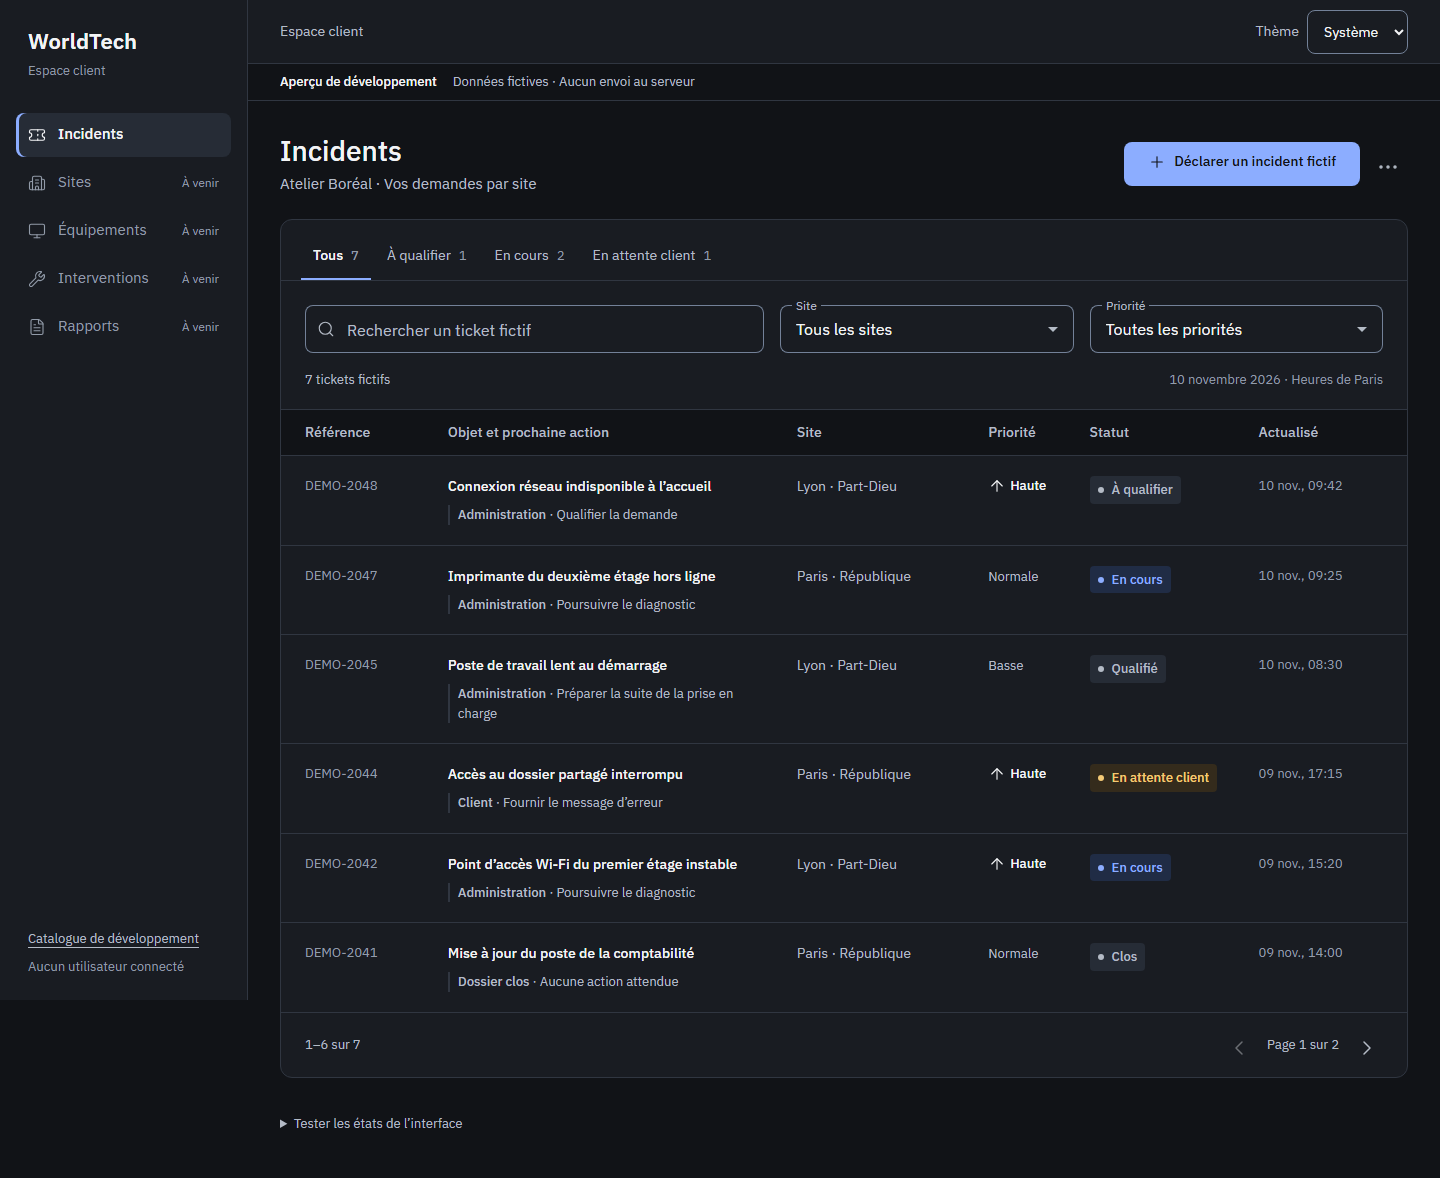 WorldTech
Espace client
Incidents
Sites À venir
Équipements À venir
Interventions À venir
Rapports À venir
Catalogue de développement
Aucun utilisateur connecté
Espace client
Thème Système
Aperçu de développement Données fictives · Aucun envoi au serveur
Incidents
Atelier Boréal · Vos demandes par site
Déclarer un incident fictif
Tous 7 À qualifier 1 En cours 2 En attente client 1
Rechercher un ticket fictif
Site
Tous les sites
Priorité
Toutes les priorités
7 tickets fictifs
10 novembre 2026 · Heures de Paris
Référence Objet et prochaine action Site Priorité Statut Actualisé
DEMO-2048 Connexion réseau indisponible à l’accueil Lyon · Part-Dieu Haute À qualifier 10 nov., 09:42
Administration · Qualifier la demande
DEMO-2047 Imprimante du deuxième étage hors ligne Paris · République Normale En cours 10 nov., 09:25
Administration · Poursuivre le diagnostic
DEMO-2045 Poste de travail lent au démarrage Lyon · Part-Dieu Basse Qualifié 10 nov., 08:30
Administration · Préparer la suite de la prise en
charge
DEMO-2044 Accès au dossier partagé interrompu Paris · République Haute En attente client 09 nov., 17:15
Client · Fournir le message d’erreur
DEMO-2042 Point d’accès Wi-Fi du premier étage instable Lyon · Part-Dieu Haute En cours 09 nov., 15:20
Administration · Poursuivre le diagnostic
DEMO-2041 Mise à jour du poste de la comptabilité Paris · République Normale Clos 09 nov., 14:00
Dossier clos · Aucune action attendue
1–6 sur 7
Page 1 sur 2
Tester les états de l’interface